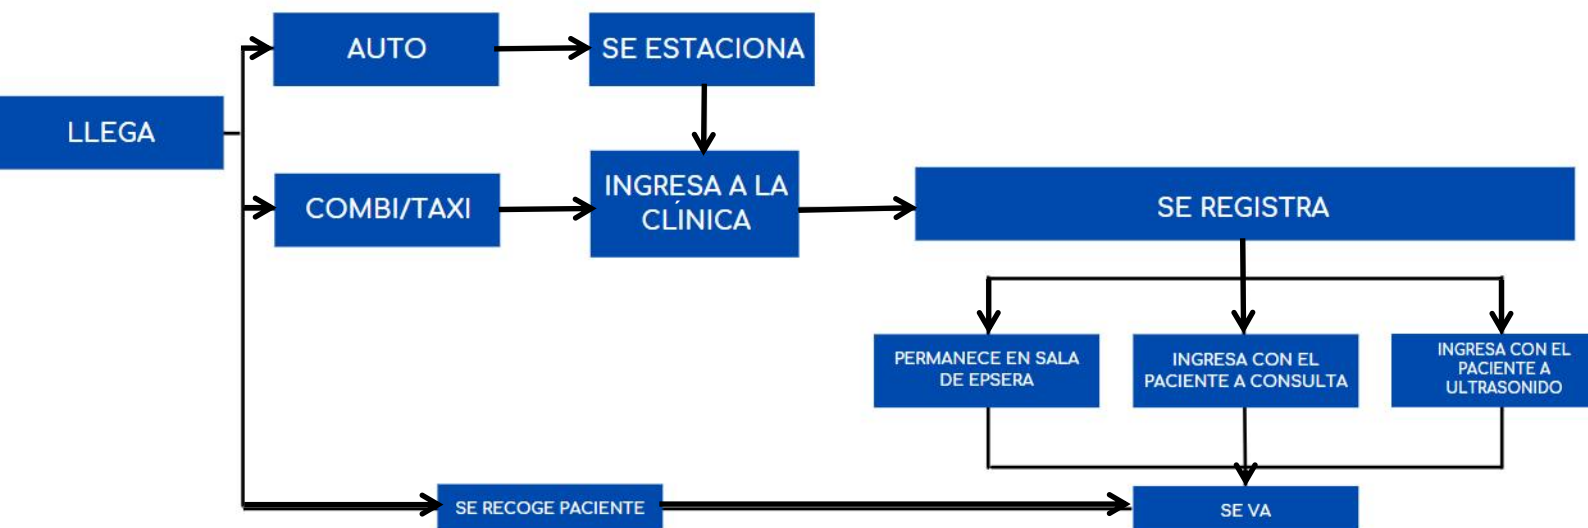 AUTO
SE ESTACIONA
LLEGA
COMBI/TAXI
INGRESA A LA
CLÍNICA
SE REGISTRA
PERMANECE EN SALA
DE EPSERA
INGRESA CON EL
PACIENTE A CONSULTA
INGRESA CON EL
PACIENTE A
ULTRASONIDO
SE RECOGE PACIENTE
SE VA